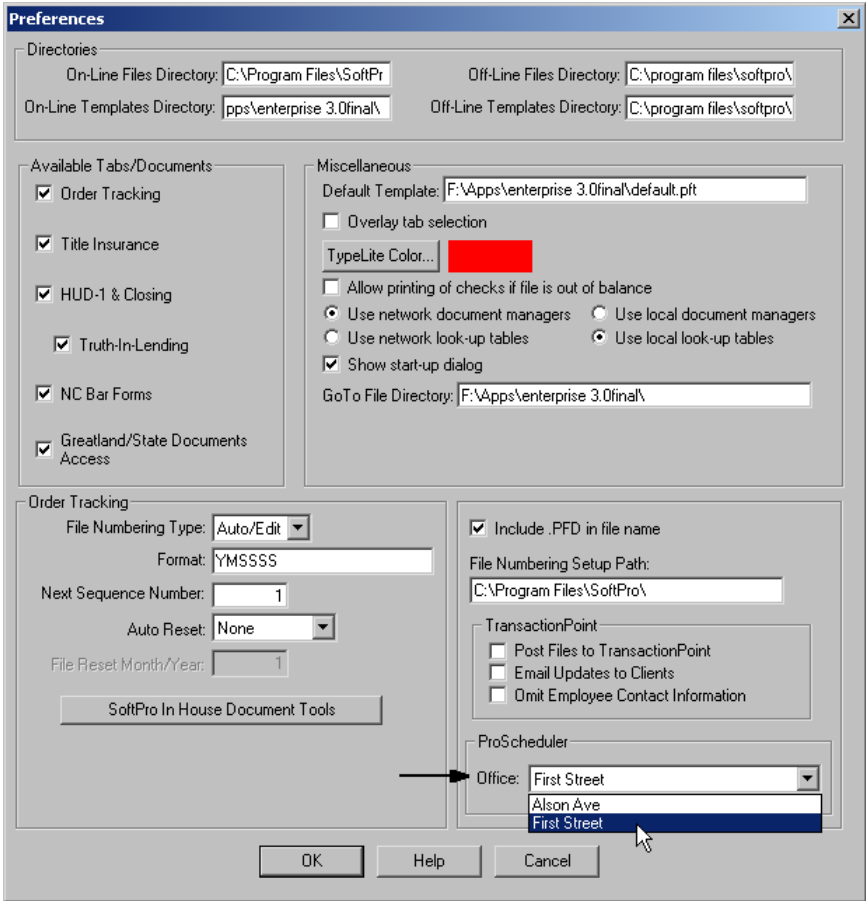 Preferences
Directories
On-Line Files Directory: C:\Program Files\SoftPr
Off-Line Files Directory: C:\program files\softpro\
On-Line Templates Directory: pps\enterprise 3.0final\
Off-Line Templates Directory: C:\program files\softpro\
Available Tabs/Documents
Order Tracking
Title Insurance
HUD-1 & Closing
Truth-In-Lending
NC Bar Forms
Greatland/State Documents
Access
Miscellaneous
Default Template: F:\Apps\enterprise 3.0final\default.pft
Overlay tab selection
TypeLite Color...
Allow printing of checks if file is out of balance
Use network document managers
Use local document managers
Use network look-up tables
Use local look-up tables
Show start-up dialog
GoTo File Directory: F:\Apps\enterprise 3.0final\
Order Tracking
File Numbering Type: Auto/Edit
Format: YMSSSS
Next Sequence Number: 1
Auto Reset: None
File Reset Month/Year: 1
SoftPro In House Document Tools
Include .PFD in file name
File Numbering Setup Path:
C:\Program Files\SoftPro\
TransactionPoint
Post Files to TransactionPoint
Email Updates to Clients
Omit Employee Contact Information
ProScheduler
Office: First Street
Alson Ave
First Street
OK
Help
Cancel